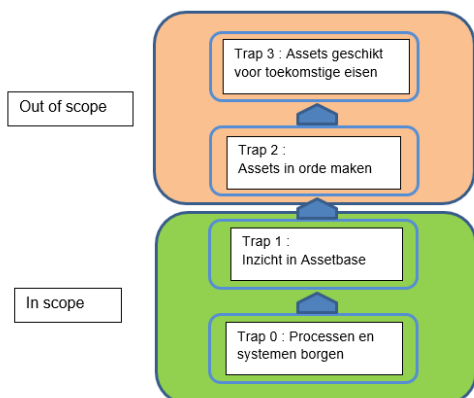 Trap 3 : Assets geschikt
voor toekomstige eisen
Out of scope
Trap 2 :
Assets in orde maken
Trap 1 :
Inzicht in Assetbase
In scope
Trap 0 : Processen en
systemen borgen